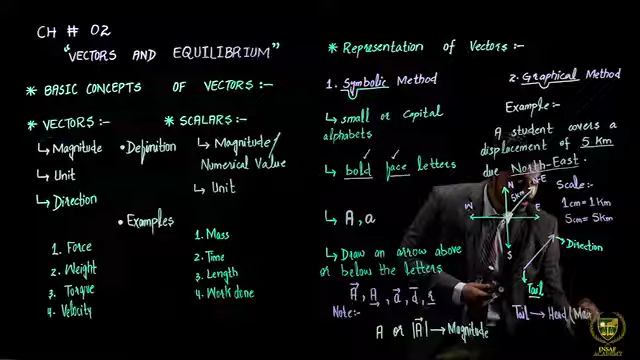 CH # 02
"VECTORS AND EQUILIBRIUM"
* BASIC CONCEPTS OF VECTORS:-
* VECTORS:-
↳ Magnitude
↳ Unit
↳ Direction
• Definition
• Examples
1. Force
2. Weight
3. Torque
4. Velocity
* SCALARS:-
↳ Magnitude/
Numerical Value
↳ Unit
1. Mass
2. Time
3. Length
4. Work done
* Representation of Vectors:-
1. Symbolic Method
↳ small or capital
alphabets
↳ bold face letters
↳ A, a
↳ Draw an arrow above
or below the letters
Note:-
A or |A| → Magnitude
2. Graphical Method
Example:-
A student covers a
displacement of 5 Km
due North-East.
N
N-E
5km
W
E
S
Scale:-
1cm = 1Km
5cm = 5Km
Direction
Tail
Tail → Head
INSAF
ACADEMY